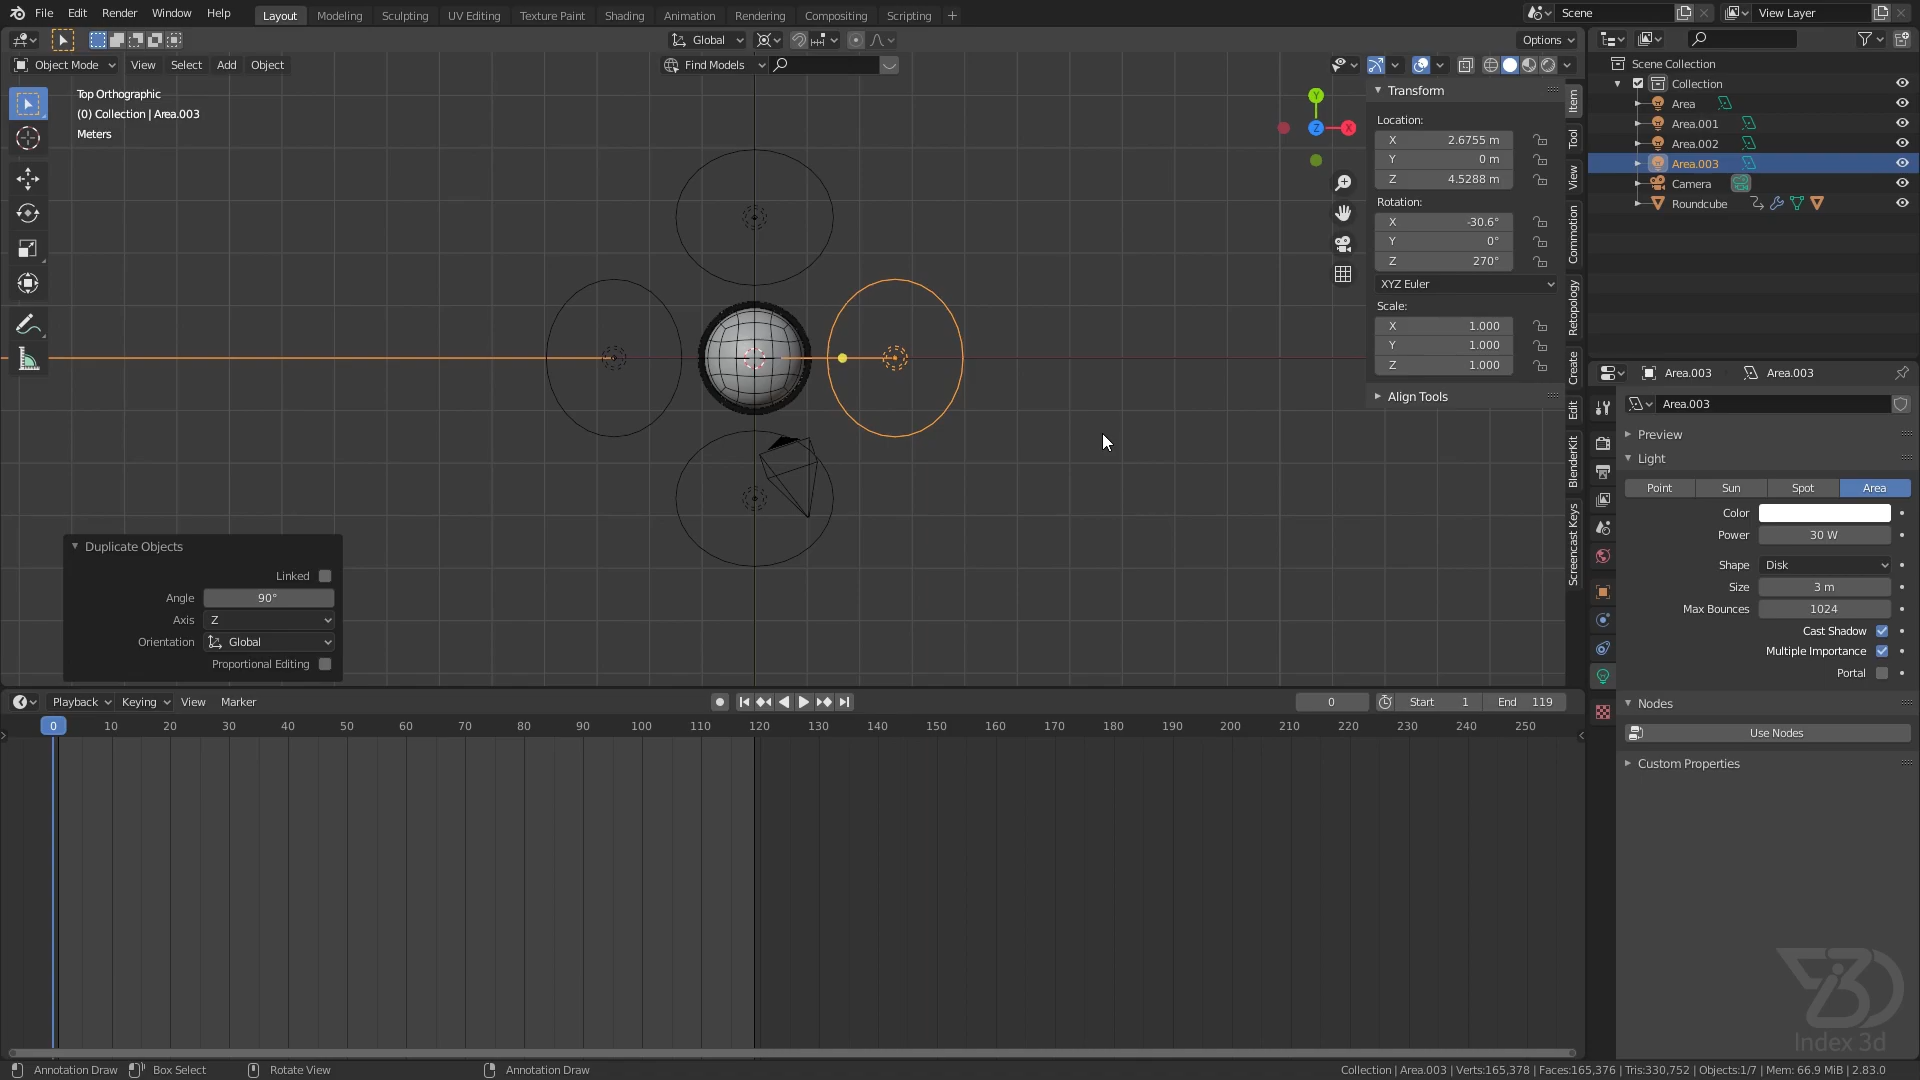 File Edit Render Window Help Layout Modeling Sculpting UV Editing Texture Paint Shading Animation Rendering Compositing Scripting + Scene View Layer
Global Options
Object Mode View Select Add Object Find Models
Top Orthographic
(0) Collection | Area.003
Meters
Y
Z
X
Transform
Location:
X 2.6755 m
Y 0 m
Z 4.5288 m
Rotation:
X -30.6°
Y 0°
Z 270°
XYZ Euler
Scale:
X 1.000
Y 1.000
Z 1.000
Align Tools
Item
Tool
View
Commotion
Retopology
Create
Edit
BlenderKit
Screencast Keys
Scene Collection
Collection
Area
Area.001
Area.002
Area.003
Camera
Roundcube
Area.003 Area.003
Area.003
Preview
Light
Point Sun Spot Area
Color
Power 30 W
Shape Disk
Size 3 m
Max Bounces 1024
Cast Shadow
Multiple Importance
Portal
Nodes
Use Nodes
Custom Properties
Duplicate Objects
Linked
Angle 90°
Axis Z
Orientation Global
Proportional Editing
Playback Keying View Marker 0 Start 1 End 119
0 10 20 30 40 50 60 70 80 90 100 110 120 130 140 150 160 170 180 190 200 210 220 230 240 250
Index 3d
Annotation Draw Box Select Rotate View Annotation Draw Collection | Area.003 | Verts:165,378 | Faces:165,376 | Tris:330,752 | Objects:1/7 | Mem: 66.9 MiB | 2.83.0